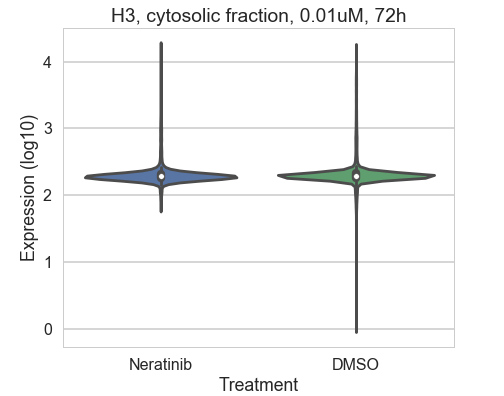 H3, cytosolic fraction, 0.01uM, 72h
Expression (log10)
4
3
2
1
0
Neratinib
DMSO
Treatment